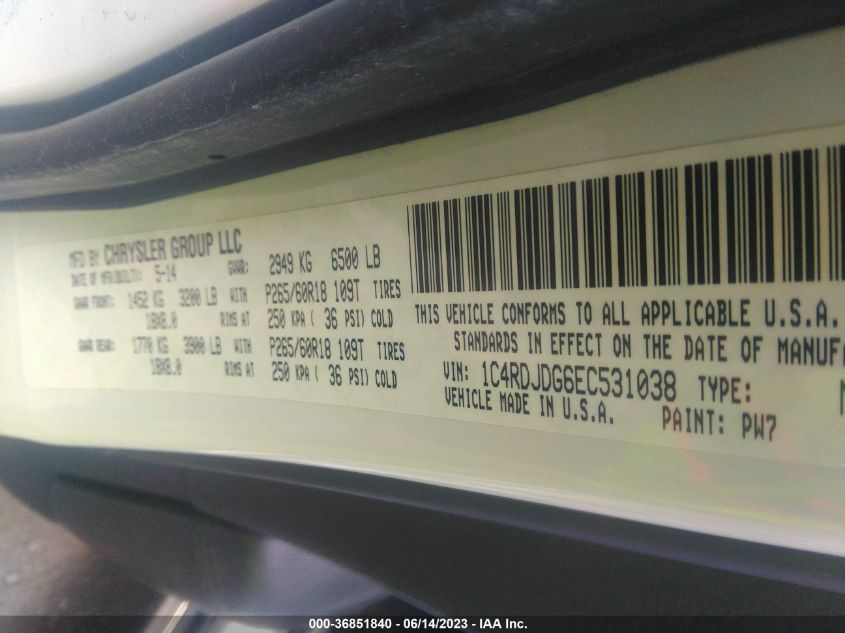 MFD BY CHRYSLER GROUP LLC
DATE OF MFD(BUILT): 5-14 GVWR: 2949 KG 6500 LB
GAWR FRONT: 1452 KG 3200 LB WITH P265/60R18 109T TIRES
18X8.0 RIMS AT 250 KPA ( 36 PSI) COLD
GAWR REAR: 1770 KG 3900 LB WITH P265/60R18 109T TIRES
18X8.0 RIMS AT 250 KPA ( 36 PSI) COLD
THIS VEHICLE CONFORMS TO ALL APPLICABLE U.S.A.
STANDARDS IN EFFECT ON THE DATE OF MANUFA
VIN: 1C4RDJDG6EC531038 TYPE:
VEHICLE MADE IN U.S.A. PAINT: PW7
000-36851840 - 06/14/2023 - IAA Inc.